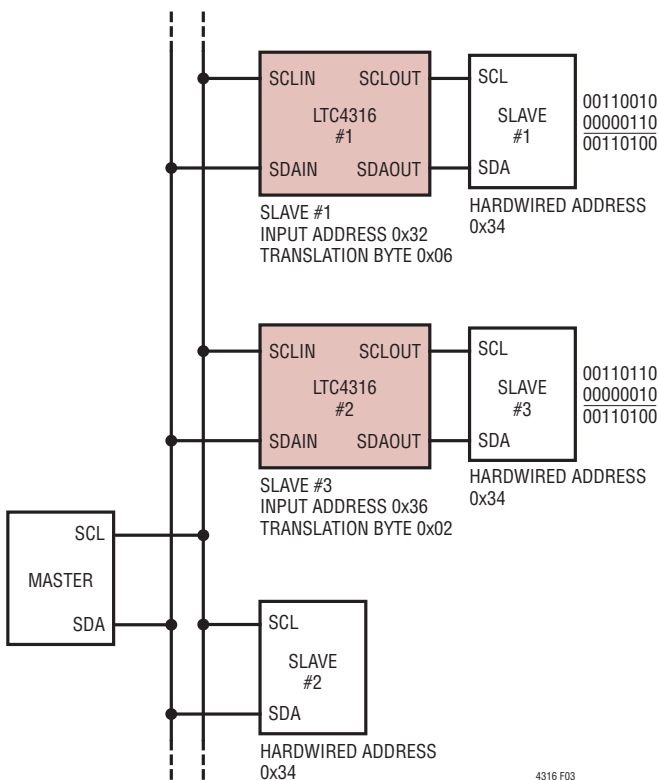 SCLIN SCLOUT
LTC4316
#1
SDAIN SDAOUT
SCL
SLAVE
#1
SDA
00110010
00000110
00110100
SLAVE #1
INPUT ADDRESS 0x32
TRANSLATION BYTE 0x06
HARDWIRED ADDRESS
0x34
SCLIN SCLOUT
LTC4316
#2
SDAIN SDAOUT
SCL
SLAVE
#3
SDA
00110110
00000010
00110100
SLAVE #3
INPUT ADDRESS 0x36
TRANSLATION BYTE 0x02
HARDWIRED ADDRESS
0x34
SCL
MASTER
SDA
SCL
SLAVE
#2
SDA
HARDWIRED ADDRESS
0x34
4316 F03